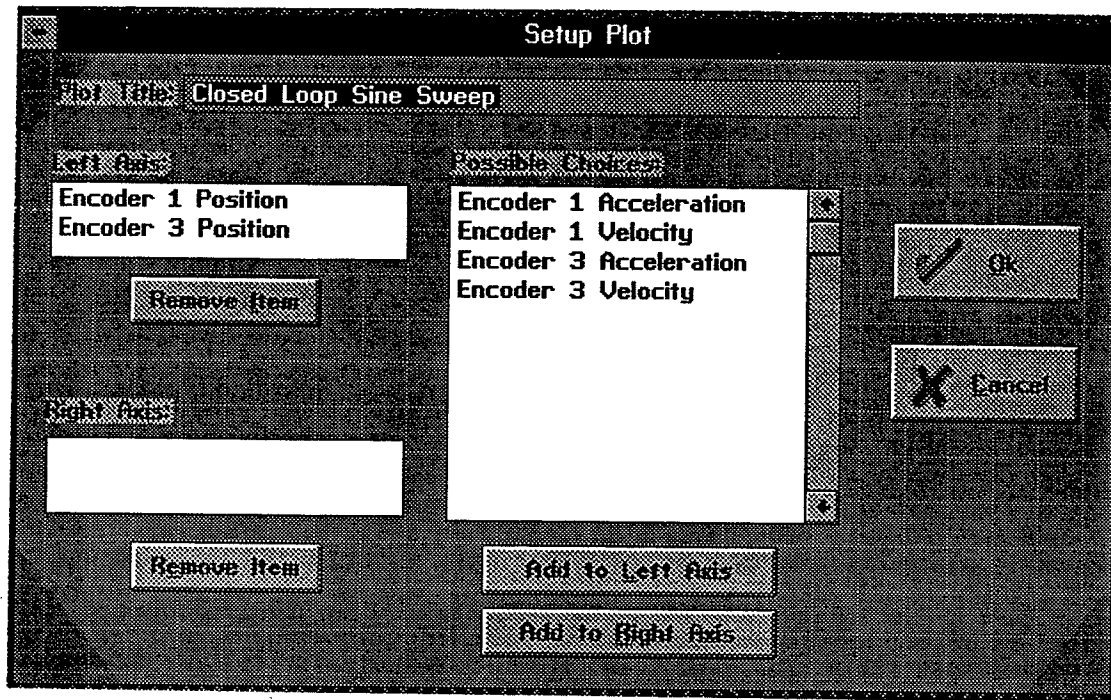 Setup Plot
Plot Title: Closed Loop Sine Sweep
Left Axis:
Encoder 1 Position
Encoder 3 Position
Remove Item
Right Axis:
Remove Item
Possible Choices:
Encoder 1 Acceleration
Encoder 1 Velocity
Encoder 3 Acceleration
Encoder 3 Velocity
Add to Left Axis
Add to Right Axis
Ok
Cancel